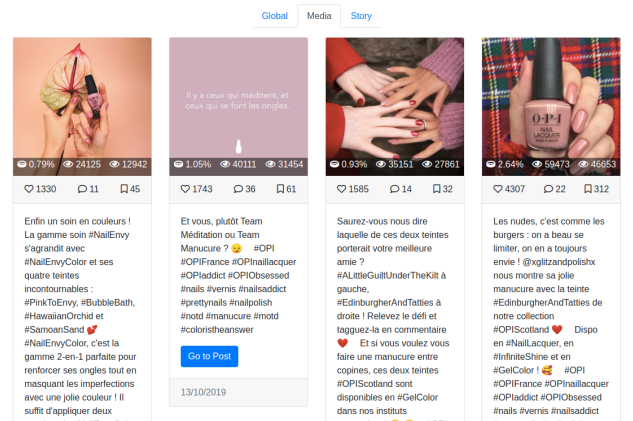 Global Media Story
0.79% 24125 12942
1330 11 45
Enfin un soin en couleurs !
La gamme soin #NailEnvy
s'agrandit avec
#NailEnvyColor et ses
quatre teintes
incontournables :
#PinkToEnvy, #BubbleBath,
#HawaiianOrchid et
#SamoanSand 💕
#NailEnvyColor, c'est la
gamme 2-en-1 parfaite pour
renforcer ses ongles tout en
masquant les imperfections
avec une jolie couleur ! Il
suffit d'appliquer deux
Il y a ceux qui méditent, et
ceux qui se font les ongles.
1.05% 40111 31454
1743 36 61
Et vous, plutôt Team
Méditation ou Team
Manucure ? 😏 #OPI
#OPIFrance #OPInaillacquer
#OPIaddict #OPIObsessed
#nails #vernis #nailsaddict
#prettynails #nailpolish
#notd #manucure #motd
#coloristheanswer
Go to Post
13/10/2019
0.93% 35151 27861
1585 14 32
Saurez-vous nous dire
laquelle de ces deux teintes
porterait votre meilleure
amie ?
#ALittleGuiltUnderTheKilt à
gauche,
#EdinburgherAndTatties à
droite ! Relevez le défi et
tagguez-la en commentaire
❤️ Et si vous voulez vous
faire une manucure entre
copines, ces deux teintes
#OPIScotland sont
disponibles en #GelColor
dans nos instituts
O·P·I
NAIL
LACQUER
2.64% 59473 46653
4307 22 312
Les nudes, c'est comme les
burgers : on a beau se
limiter, on en a toujours
envie ! @xglitzandpolishx
nous montre sa jolie
manucure avec la teinte
#EdinburgherAndTatties de
notre collection
#OPIScotland ❤️ Dispo
en #NailLacquer, en
#InfiniteShine et en
#GelColor ! 🥰 #OPI
#OPIFrance #OPInaillacquer
#OPIaddict #OPIObsessed
#nails #vernis #nailsaddict